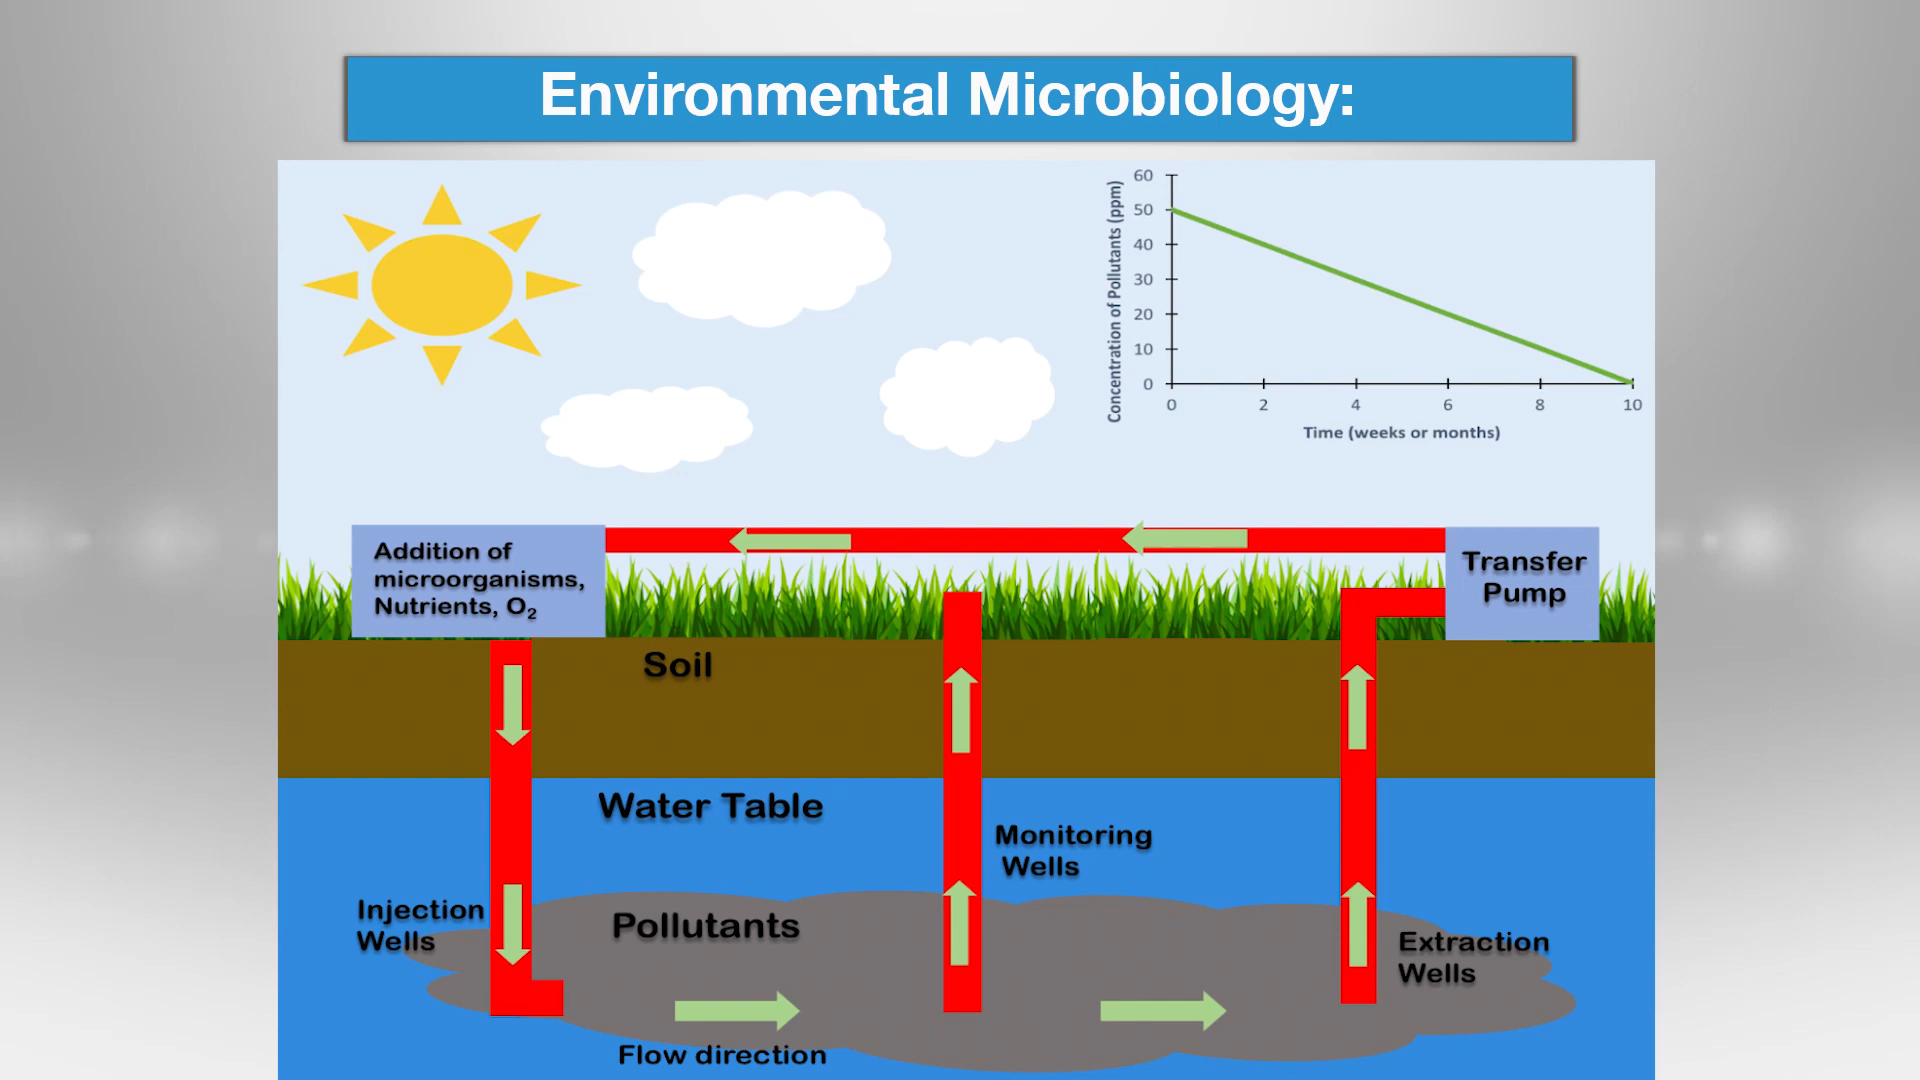 Environmental Microbiology:
Concentration of Pollutants (ppm)
60
50
40
30
20
10
0
0 2 4 6 8 10
Time (weeks or months)
Addition of
microorganisms,
Nutrients, O₂
Transfer
Pump
Soil
Water Table
Monitoring
Wells
Injection
Wells
Pollutants
Extraction
Wells
Flow direction